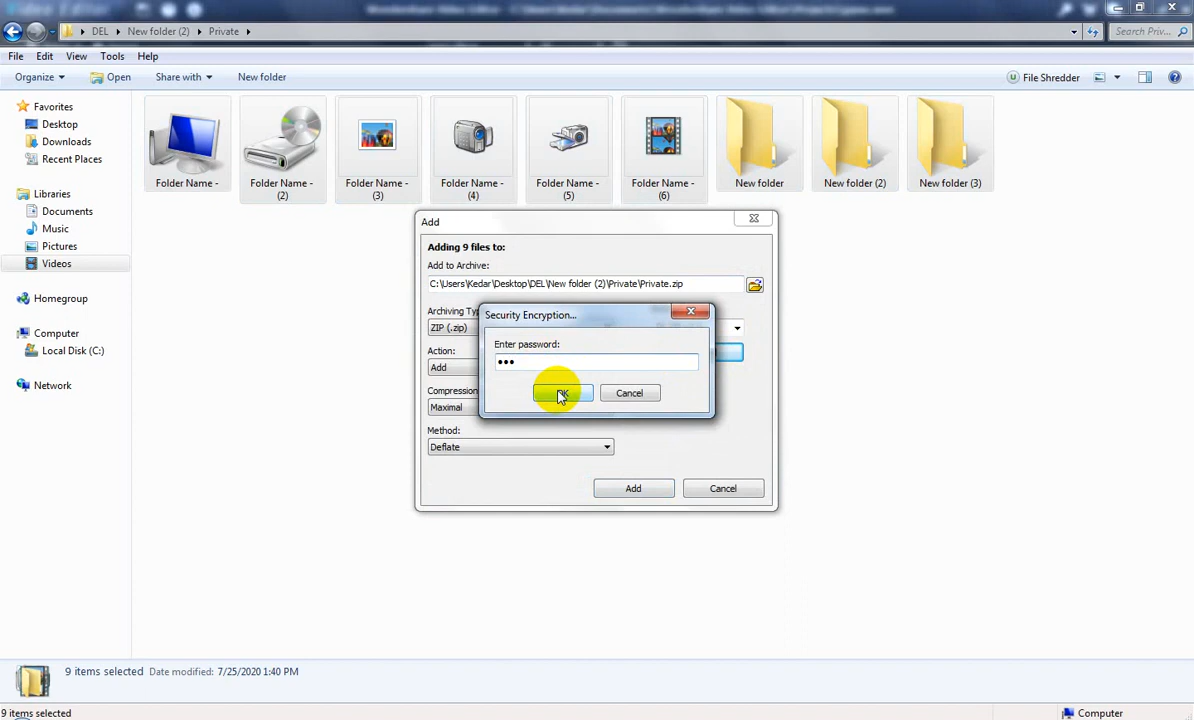 DEL New folder (2) Private Search Priv...
File Edit View Tools Help
Organize Open Share with New folder File Shredder
Favorites
Desktop
Downloads
Recent Places
Libraries
Documents
Music
Pictures
Videos
Homegroup
Computer
Local Disk (C:)
Network
Folder Name -
Folder Name -
(2)
Folder Name -
(3)
Folder Name -
(4)
Folder Name -
(5)
Folder Name -
(6)
New folder
New folder (2)
New folder (3)
Add
Adding 9 files to:
Add to Archive:
C:\Users\Kedar\Desktop\DEL\New folder (2)\Private\Private.zip
Archiving Ty
ZIP (.zip)
Action:
Add
Compression
Maximal
Method:
Deflate
Add Cancel
Security Encryption...
Enter password:
•••
OK Cancel
9 items selected Date modified: 7/25/2020 1:40 PM
9 items selected Computer